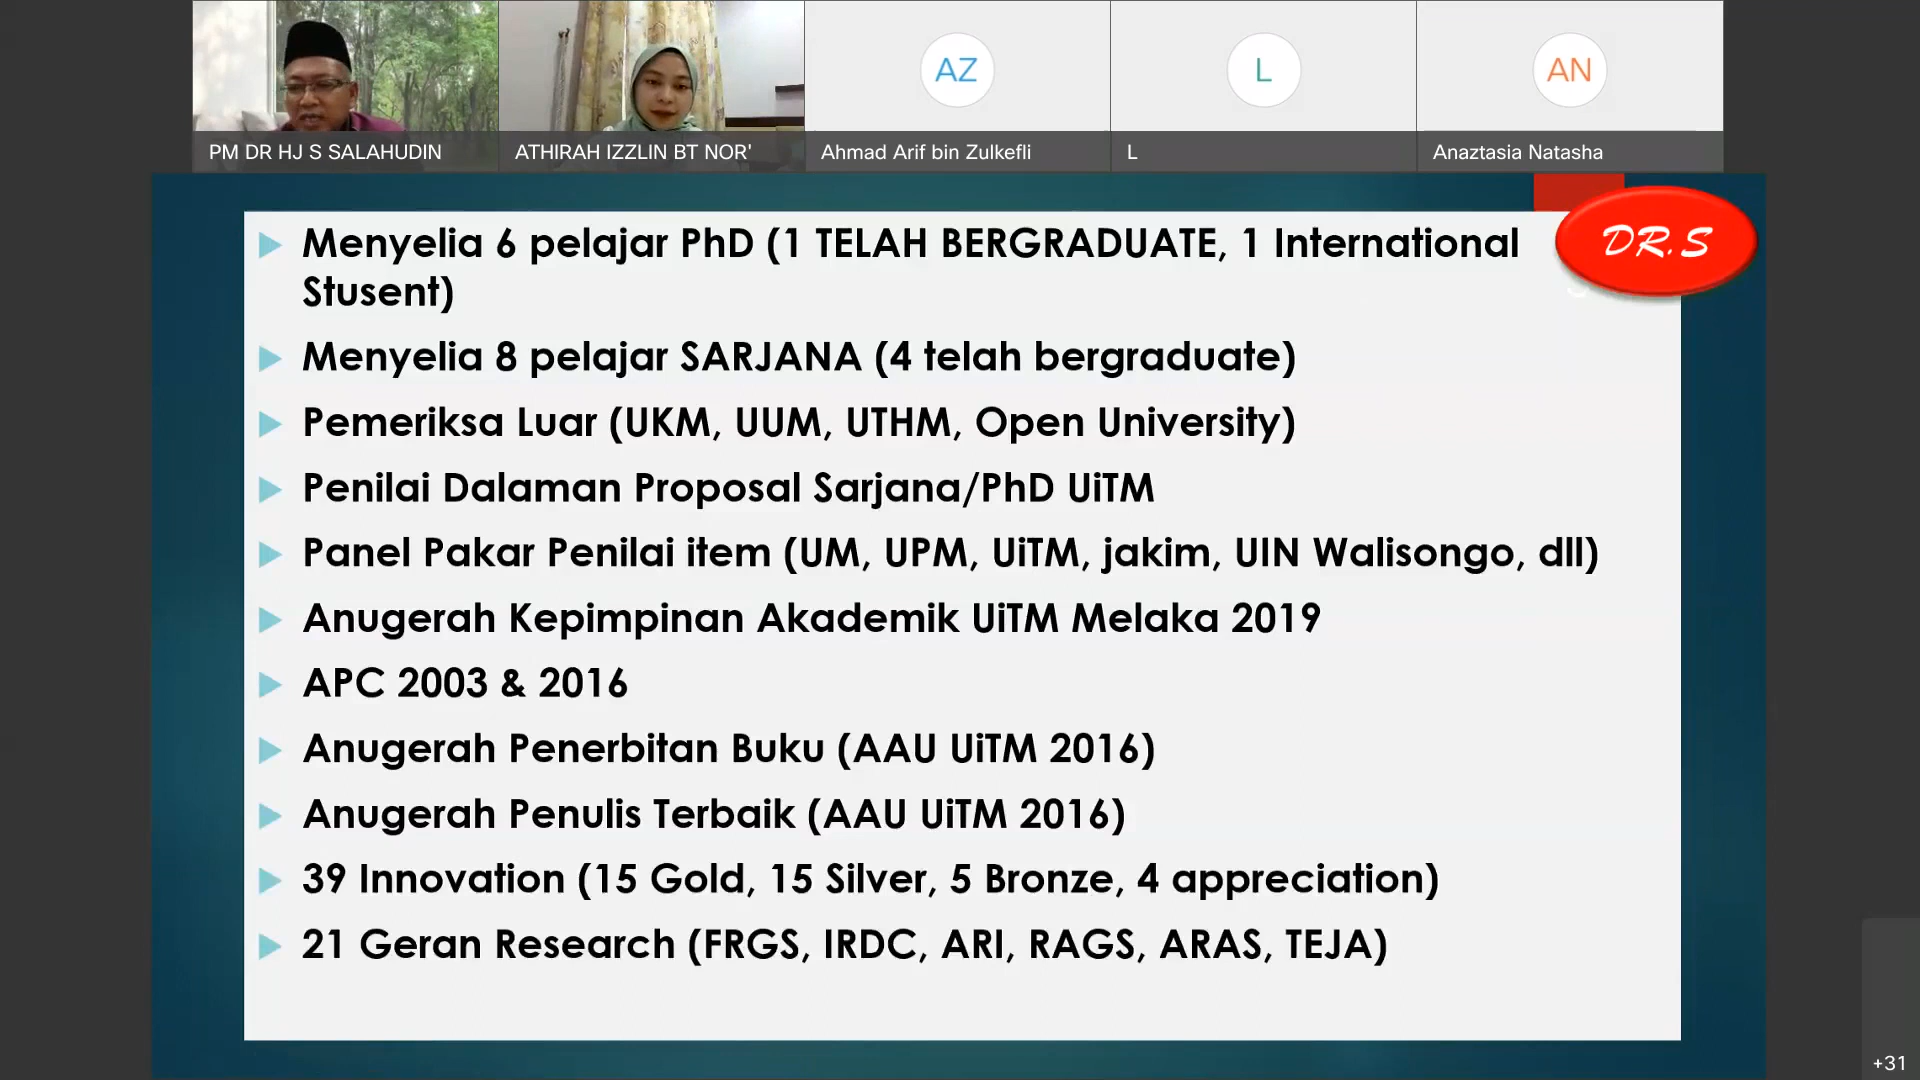 AZ
L
AN
PM DR HJ S SALAHUDIN
ATHIRAH IZZLIN BT NOR'
Ahmad Arif bin Zulkefli
L
Anaztasia Natasha
DR.S
Menyelia 6 pelajar PhD (1 TELAH BERGRADUATE, 1 International
Stusent)
Menyelia 8 pelajar SARJANA (4 telah bergraduate)
Pemeriksa Luar (UKM, UUM, UTHM, Open University)
Penilai Dalaman Proposal Sarjana/PhD UiTM
Panel Pakar Penilai item (UM, UPM, UiTM, jakim, UIN Walisongo, dll)
Anugerah Kepimpinan Akademik UiTM Melaka 2019
APC 2003 & 2016
Anugerah Penerbitan Buku (AAU UiTM 2016)
Anugerah Penulis Terbaik (AAU UiTM 2016)
39 Innovation (15 Gold, 15 Silver, 5 Bronze, 4 appreciation)
21 Geran Research (FRGS, IRDC, ARI, RAGS, ARAS, TEJA)
+31